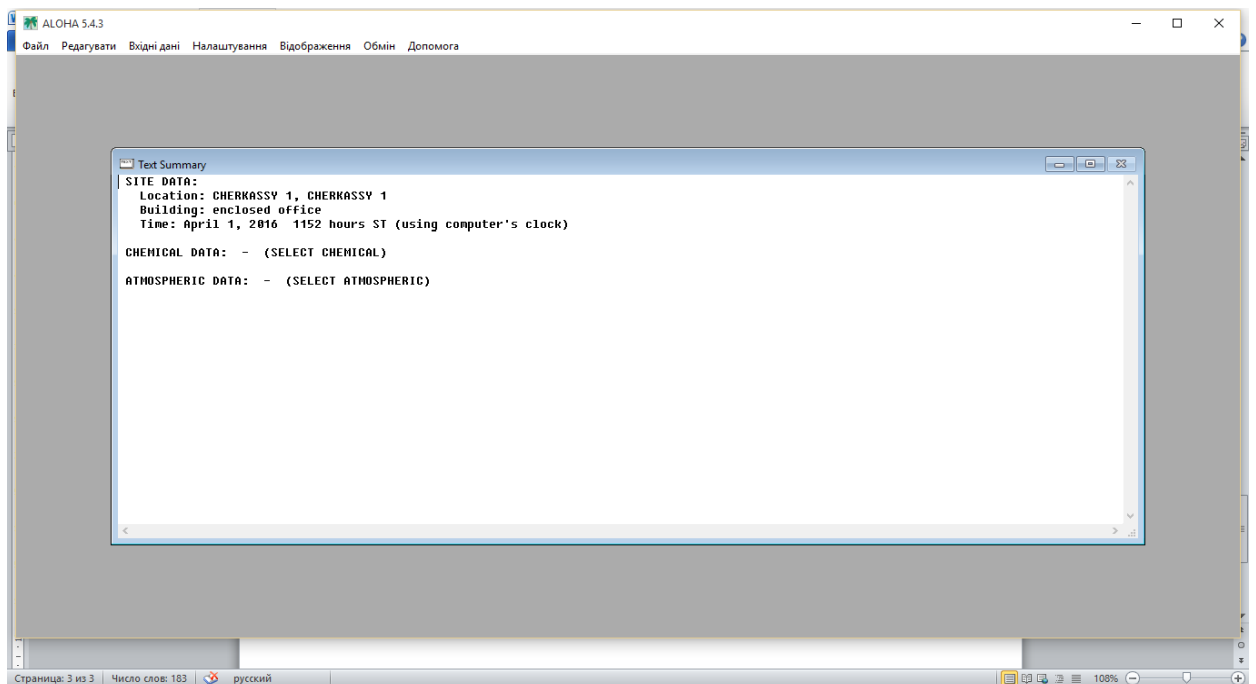 ALOHA 5.4.3
Файл Редагувати Вхідні дані Налаштування Відображення Обмін Допомога
Text Summary
SITE DATA:
Location: CHERKASSY 1, CHERKASSY 1
Building: enclosed office
Time: April 1, 2016 1152 hours ST (using computer's clock)
CHEMICAL DATA: - (SELECT CHEMICAL)
ATMOSPHERIC DATA: - (SELECT ATMOSPHERIC)
Страница: 3 из 3 Число слов: 183 русский 108%